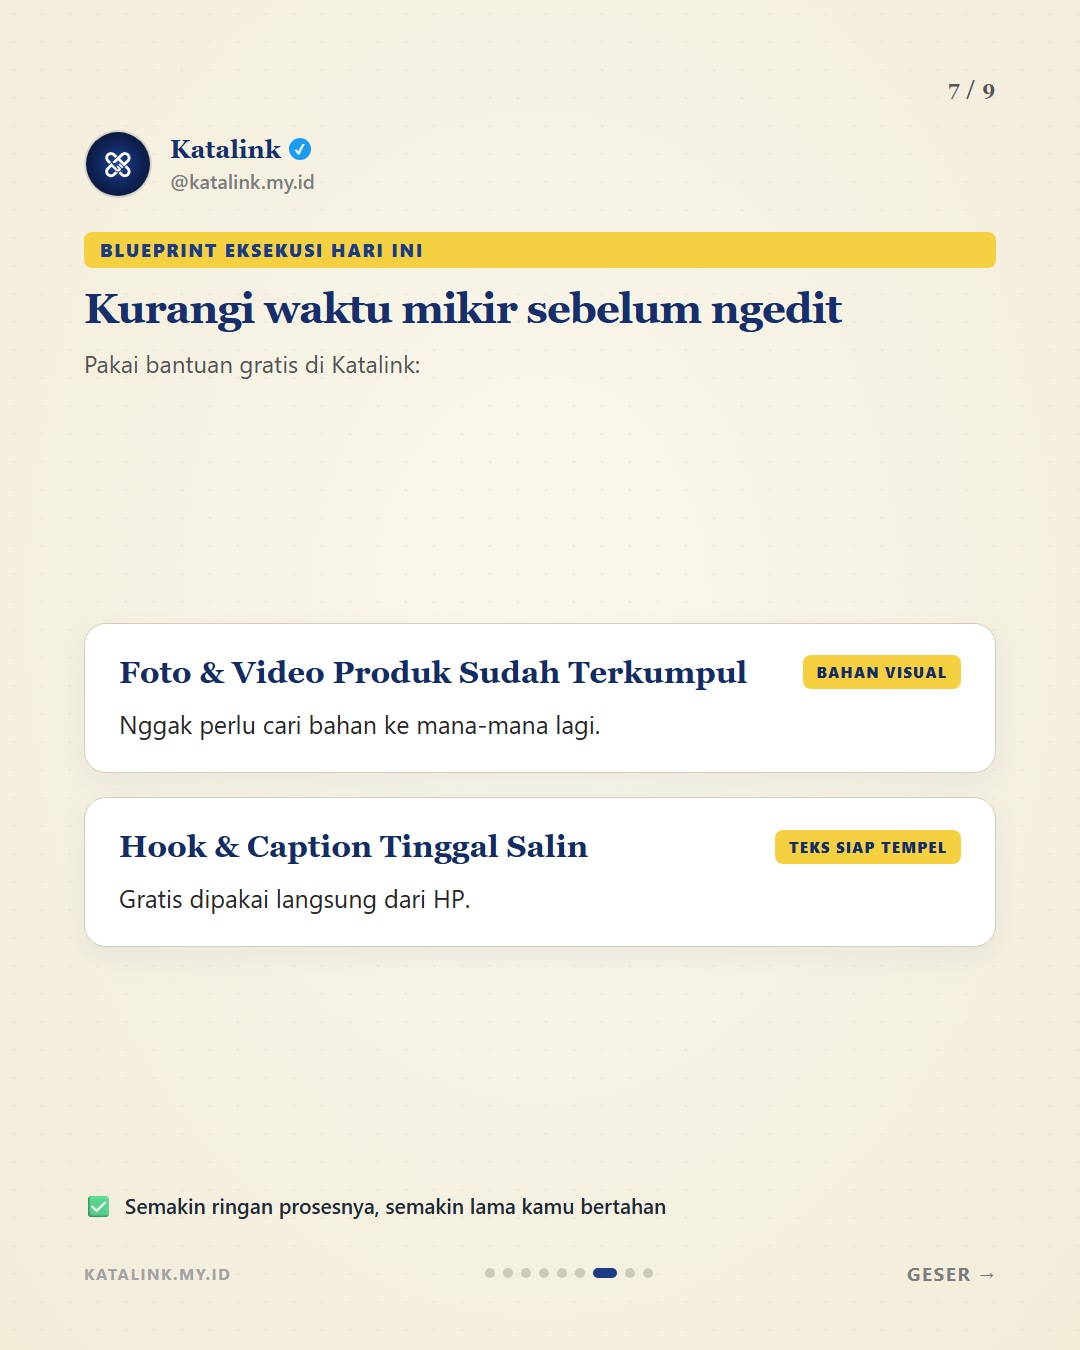 7 / 9
Katalink
@katalink.my.id
BLUEPRINT EKSEKUSI HARI INI
Kurangi waktu mikir sebelum ngedit
Pakai bantuan gratis di Katalink:
Foto & Video Produk Sudah Terkumpul
BAHAN VISUAL
Nggak perlu cari bahan ke mana-mana lagi.
Hook & Caption Tinggal Salin
TEKS SIAP TEMPEL
Gratis dipakai langsung dari HP.
✅ Semakin ringan prosesnya, semakin lama kamu bertahan
KATALINK.MY.ID
GESER →